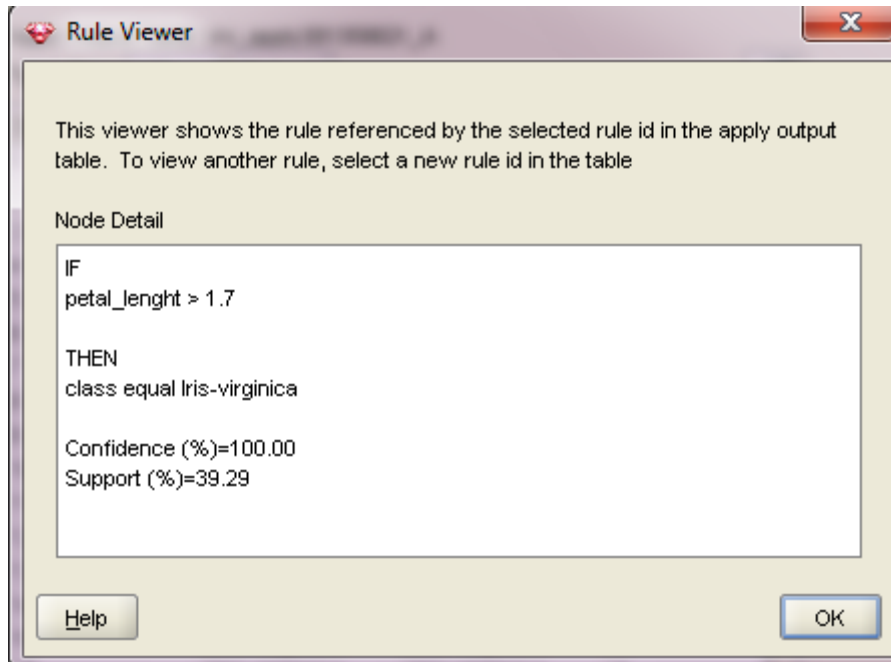 Rule Viewer
This viewer shows the rule referenced by the selected rule id in the apply output
table. To view another rule, select a new rule id in the table
Node Detail
IF
petal_lenght > 1.7
THEN
class equal Iris-virginica
Confidence (%)=100.00
Support (%)=39.29
Help
OK